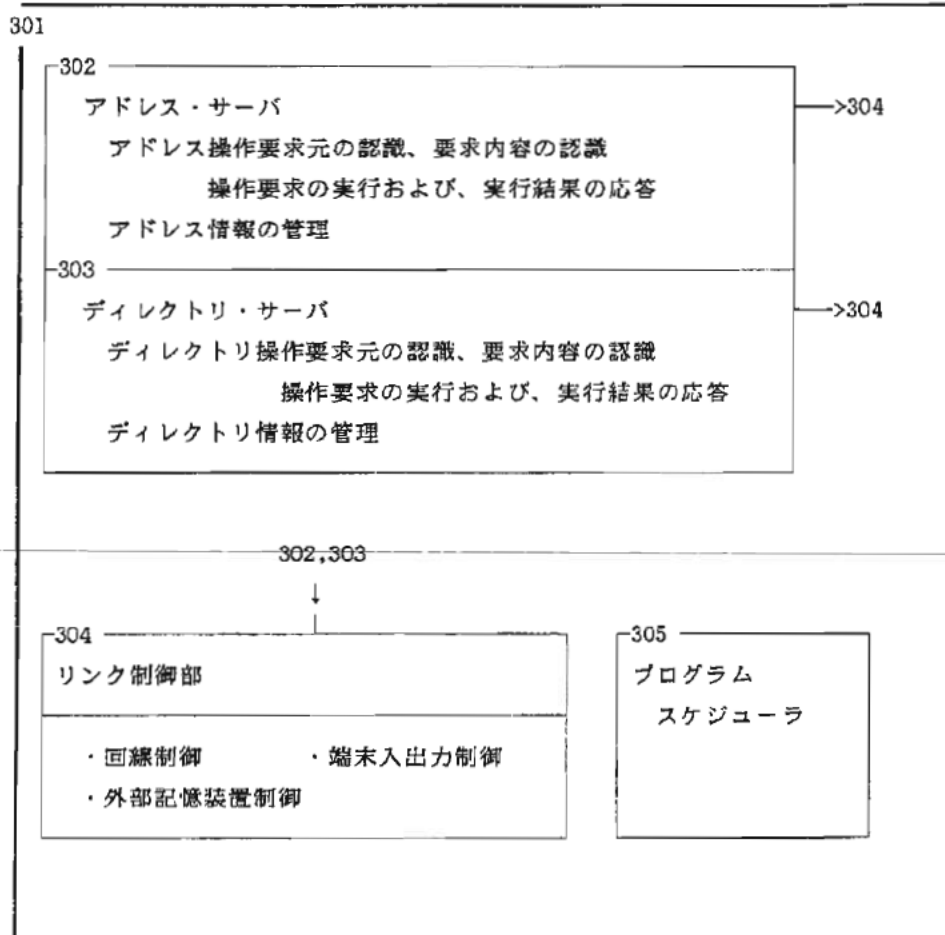 301
302
アドレス・サーバ
->304
アドレス操作要求元の認識、要求内容の認識
操作要求の実行および、実行結果の応答
アドレス情報の管理
303
ディレクトリ・サーバ
->304
ディレクトリ操作要求元の認識、要求内容の認識
操作要求の実行および、実行結果の応答
ディレクトリ情報の管理
302,303
↓
304
リンク制御部
・回線制御 ・端末入出力制御
・外部記憶装置制御
305
プログラム
スケジューラ